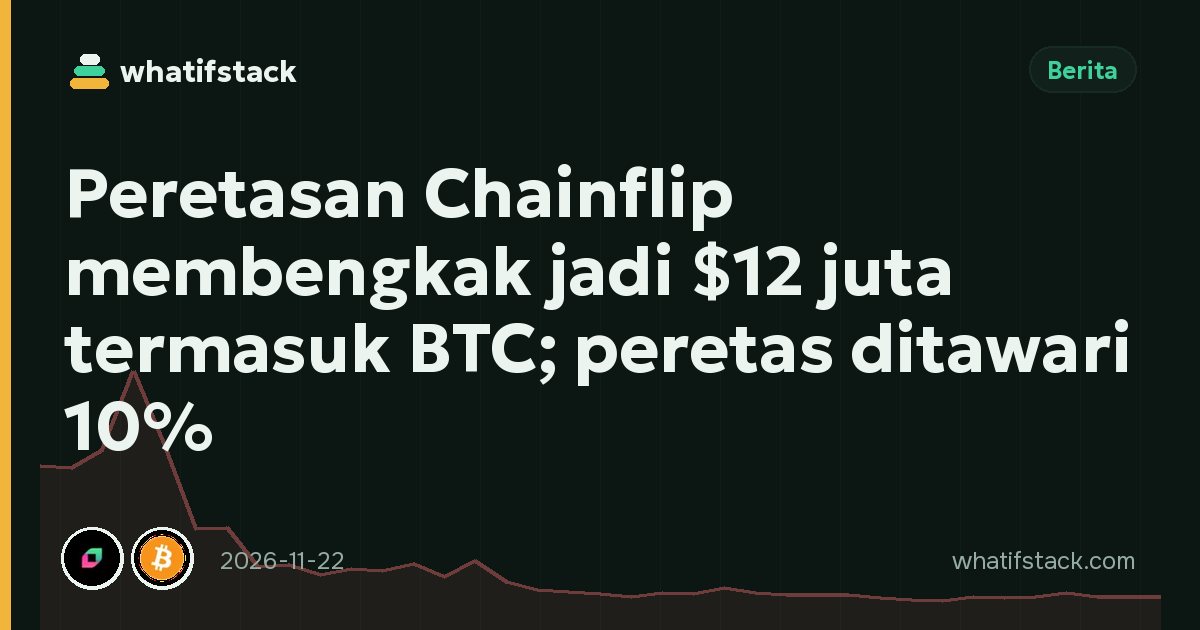 whatifstack
Berita
Peretasan Chainflip
membengkak jadi $12 juta
termasuk BTC; peretas ditawari
10%
2026-11-22
whatifstack.com